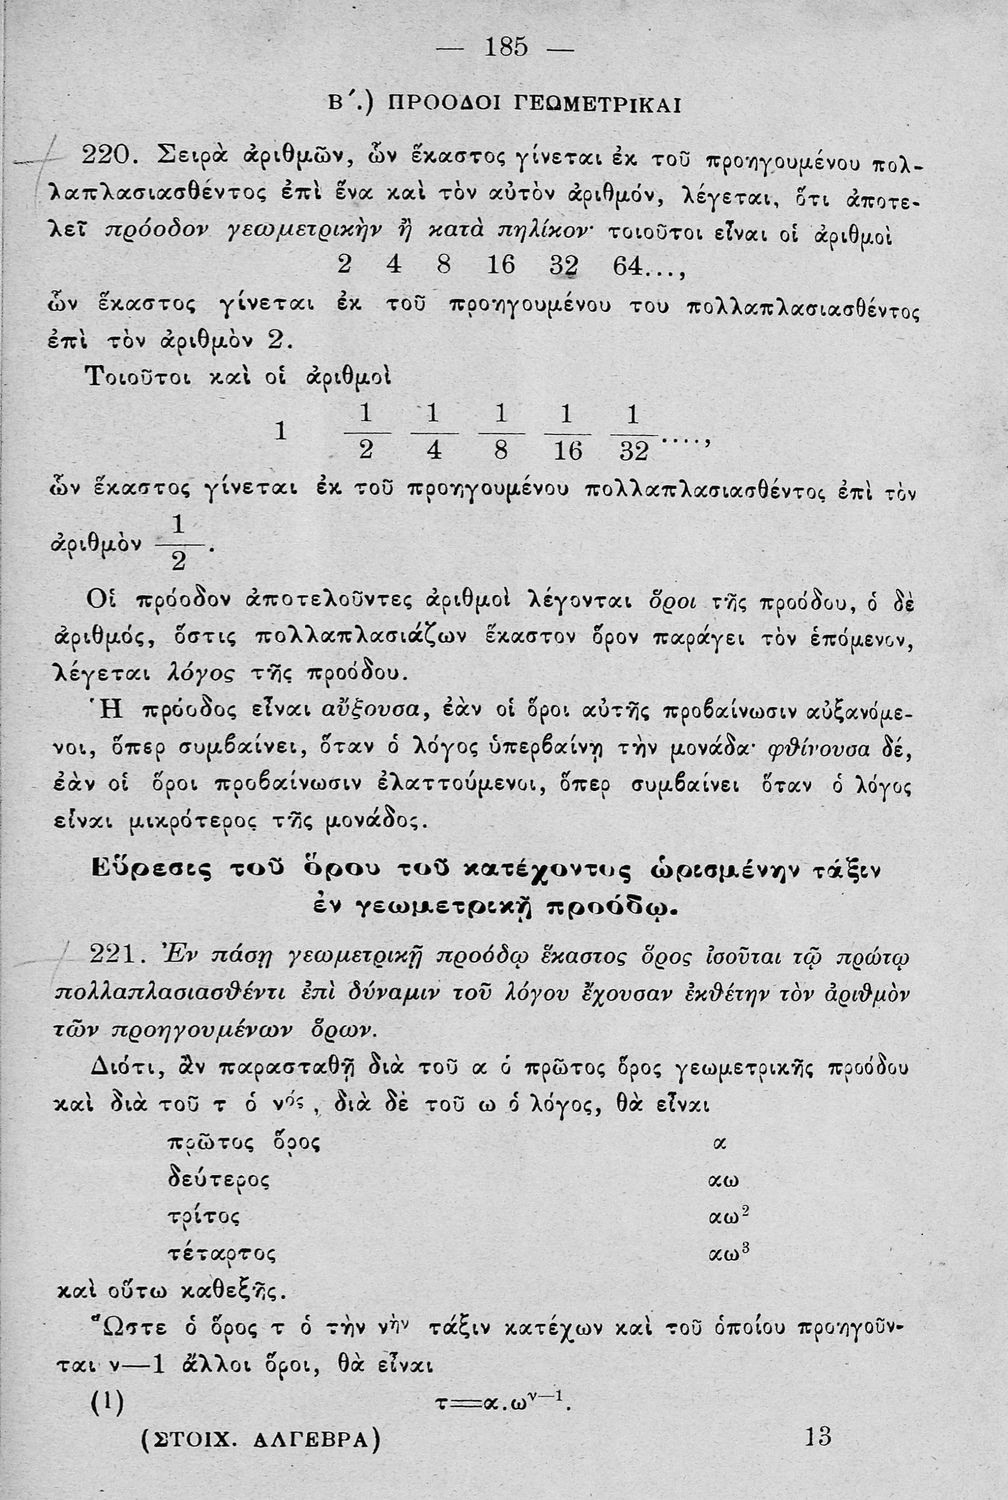 — 185 —
Β΄.) ΠΡΟΟΔΟΙ ΓΕΩΜΕΤΡΙΚΑΙ
220. Σειρὰ ἀριθμῶν, ὧν ἕκαστος γίνεται ἐκ τοῦ προηγουμένου πολ-
λαπλασιασθέντος ἐπὶ ἕνα καὶ τὸν αὐτὸν ἀριθμόν, λέγεται, ὅτι ἀποτε-
λεῖ πρόοδον γεωμετρικὴν ἢ κατὰ πηλίκον· τοιοῦτοι εἶναι οἱ ἀριθμοὶ
2 4 8 16 32 64...,
ὧν ἕκαστος γίνεται ἐκ τοῦ προηγουμένου του πολλαπλασιασθέντος
ἐπὶ τὸν ἀριθμὸν 2.
Τοιοῦτοι καὶ οἱ ἀριθμοὶ
1 1/2 1/4 1/8 1/16 1/32....,
ὧν ἕκαστος γίνεται ἐκ τοῦ προηγουμένου πολλαπλασιασθέντος ἐπὶ τὸν
ἀριθμὸν 1/2.
Οἱ πρόοδον ἀποτελοῦντες ἀριθμοὶ λέγονται ὅροι τῆς προόδου, ὁ δὲ
ἀριθμός, ὅστις πολλαπλασιάζων ἕκαστον ὅρον παράγει τὸν ἑπόμενον,
λέγεται λόγος τῆς προόδου.
Ἡ πρόοδος εἶναι αὔξουσα, ἐὰν οἱ ὅροι αὐτῆς προβαίνωσιν αὐξανόμε-
νοι, ὅπερ συμβαίνει, ὅταν ὁ λόγος ὑπερβαίνῃ τὴν μονάδα· φθίνουσα δέ,
ἐὰν οἱ ὅροι προβαίνωσιν ἐλαττούμενοι, ὅπερ συμβαίνει ὅταν ὁ λόγος
εἶναι μικρότερος τῆς μονάδος.
Εὕρεσις τοῦ ὅρου τοῦ κατέχοντος ὡρισμένην τάξιν
ἐν γεωμετρικῇ προόδῳ.
221. Ἐν πάσῃ γεωμετρικῇ προόδῳ ἕκαστος ὅρος ἰσοῦται τῷ πρώτῳ
πολλαπλασιασθέντι ἐπὶ δύναμιν τοῦ λόγου ἔχουσαν ἐκθέτην τὸν ἀριθμὸν
τῶν προηγουμένων ὅρων.
Διότι, ἂν παρασταθῇ διὰ τοῦ α ὁ πρῶτος ὅρος γεωμετρικῆς προόδου
καὶ διὰ τοῦ τ ὁ νος, διὰ δὲ τοῦ ω ὁ λόγος, θὰ εἶναι
πρῶτος ὅρος α
δεύτερος αω
τρίτος αω²
τέταρτος αω³
καὶ οὕτω καθεξῆς.
Ὥστε ὁ ὅρος τ ὁ τὴν νὴν τάξιν κατέχων καὶ τοῦ ὁποίου προηγοῦν-
ται ν—1 ἄλλοι ὅροι, θὰ εἶναι
(1) τ=α.ω^ν—1.
(ΣΤΟΙΧ. ΑΛΓΕΒΡΑ) 13